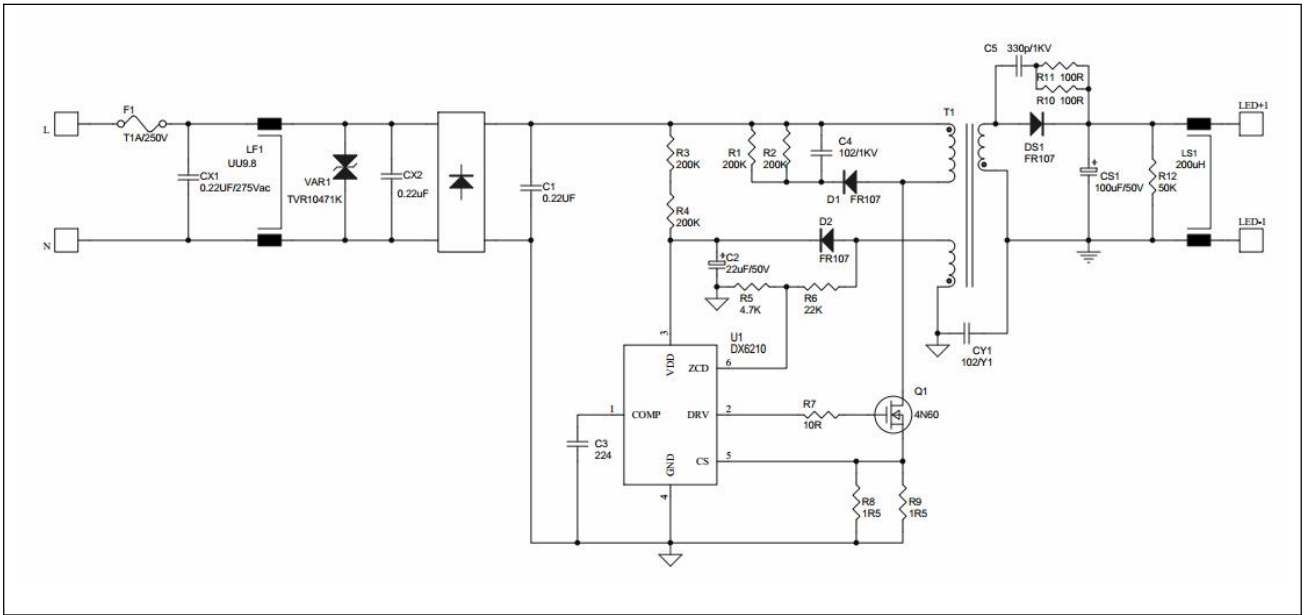 C5 330p/1KV
R11 100R
R10 100R
F1
T1A/250V
L
LF1
UU9.8
CX1
0.22UF/275Vac
VAR1
TVR10471K
CX2
0.22uF
N
C1
0.22UF
R3
200K
R4
200K
R1
200K
R2
200K
C4
102/1KV
D1 FR107
T1
DS1
FR107
CS1
100uF/50V
R12
50K
LS1
200uH
LED+1
LED-1
D2
FR107
C2
22uF/50V
R5
4.7K
R6
22K
CY1
102/Y1
U1
DX6210
3
VDD
ZCD
6
1
COMP
DRV
2
R7
10R
Q1
4N60
C3
224
GND
CS
5
4
R8
1R5
R9
1R5